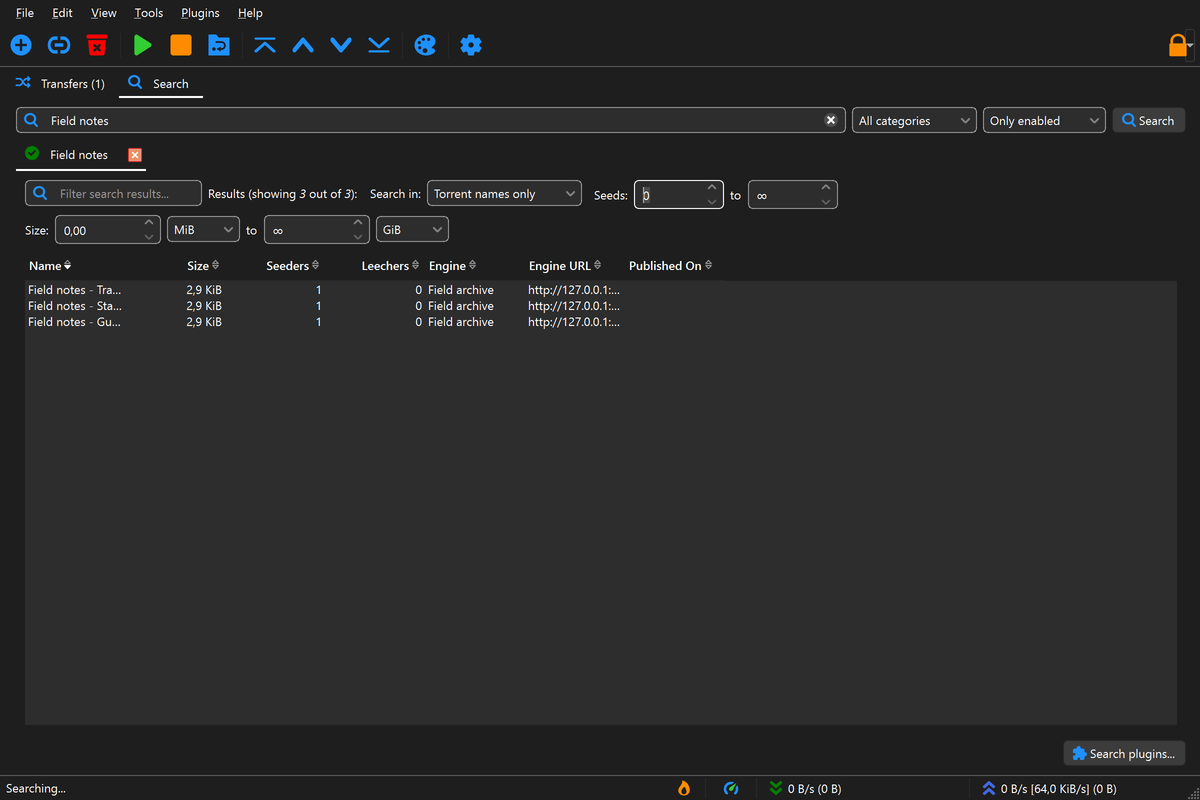 File Edit View Tools Plugins Help
Transfers (1) Search
Field notes All categories Only enabled Search
Field notes
Filter search results... Results (showing 3 out of 3): Search in: Torrent names only Seeds: 0 to ∞
Size: 0,00 MiB to ∞ GiB
Name Size Seeders Leechers Engine Engine URL Published On
Field notes - Tra... 2,9 KiB 1 0 Field archive http://127.0.0.1:...
Field notes - Sta... 2,9 KiB 1 0 Field archive http://127.0.0.1:...
Field notes - Gu... 2,9 KiB 1 0 Field archive http://127.0.0.1:...
Search plugins...
Searching... 0 B/s (0 B) 0 B/s [64,0 KiB/s] (0 B)